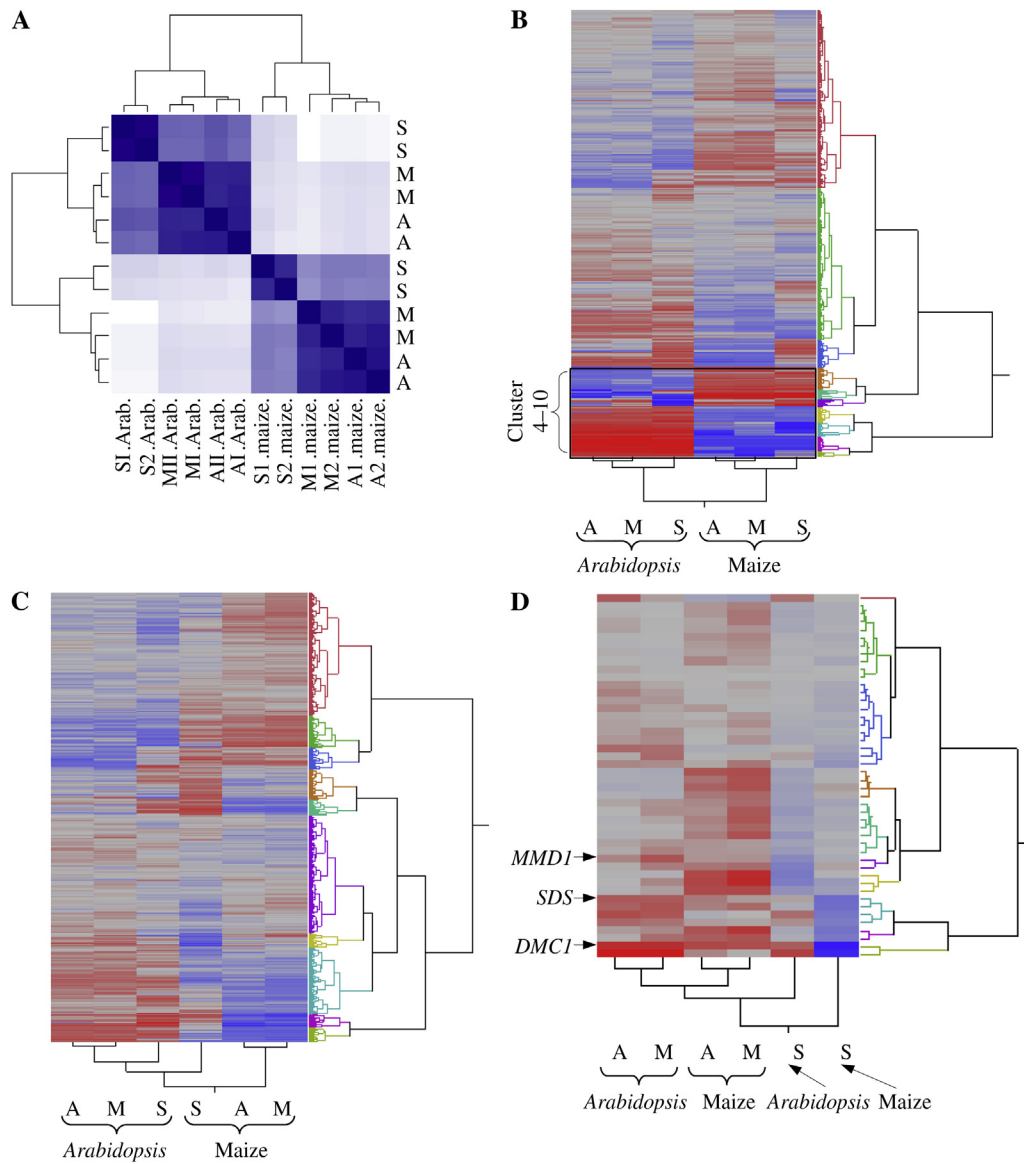 A
S
S
M
M
A
A
S
S
M
M
A
A
SI.Arab.
S2.Arab.
MII.Arab.
MI.Arab.
AII.Arab.
AI.Arab.
S1.maize.
S2.maize.
M1.maize.
M2.maize.
A1.maize.
A2.maize.
B
Cluster
4–10
A M S A M S
Arabidopsis Maize
C
A M S S A M
Arabidopsis Maize
D
MMD1
SDS
DMC1
A M A M S S
Arabidopsis Maize Arabidopsis Maize